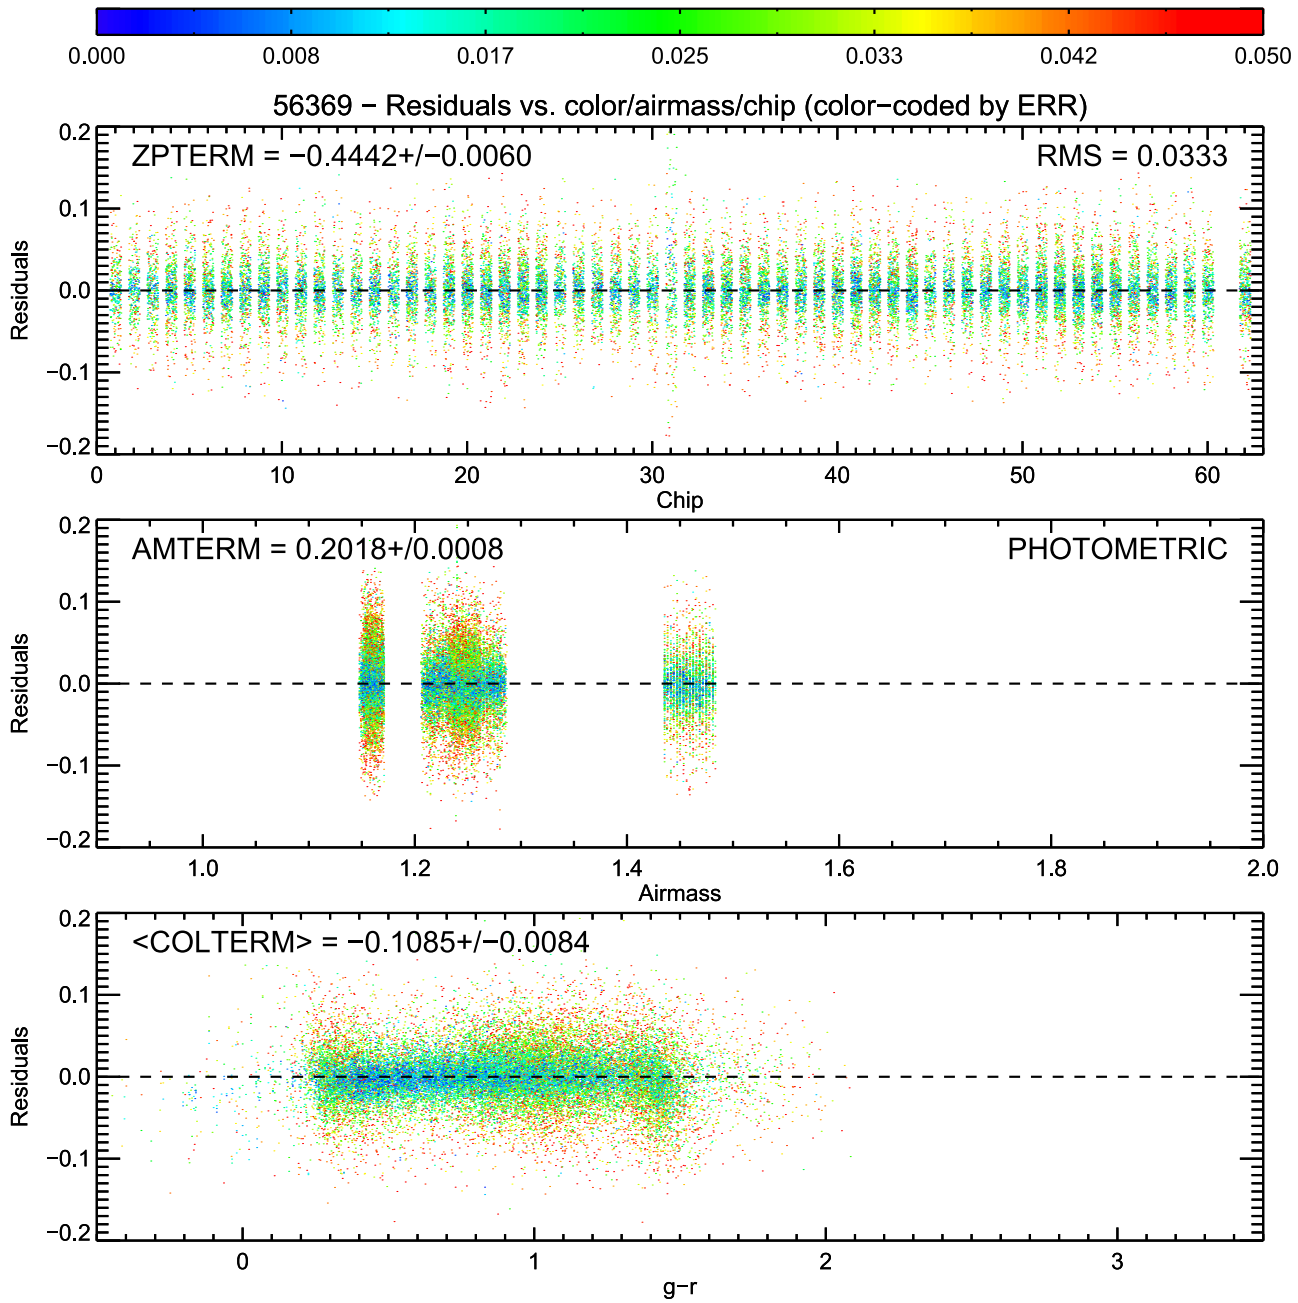 0.000 0.008 0.017 0.025 0.033 0.042 0.050
56369 − Residuals vs. color/airmass/chip (color−coded by ERR)
ZPTERM = −0.4442+/−0.0060 RMS = 0.0333
Residuals
0.2
0.1
0.0
−0.1
−0.2
0 10 20 30 40 50 60
Chip
AMTERM = 0.2018+/0.0008 PHOTOMETRIC
Residuals
0.2
0.1
0.0
−0.1
−0.2
1.0 1.2 1.4 1.6 1.8 2.0
Airmass
<COLTERM> = −0.1085+/−0.0084
Residuals
0.2
0.1
0.0
−0.1
−0.2
0 1 2 3
g−r